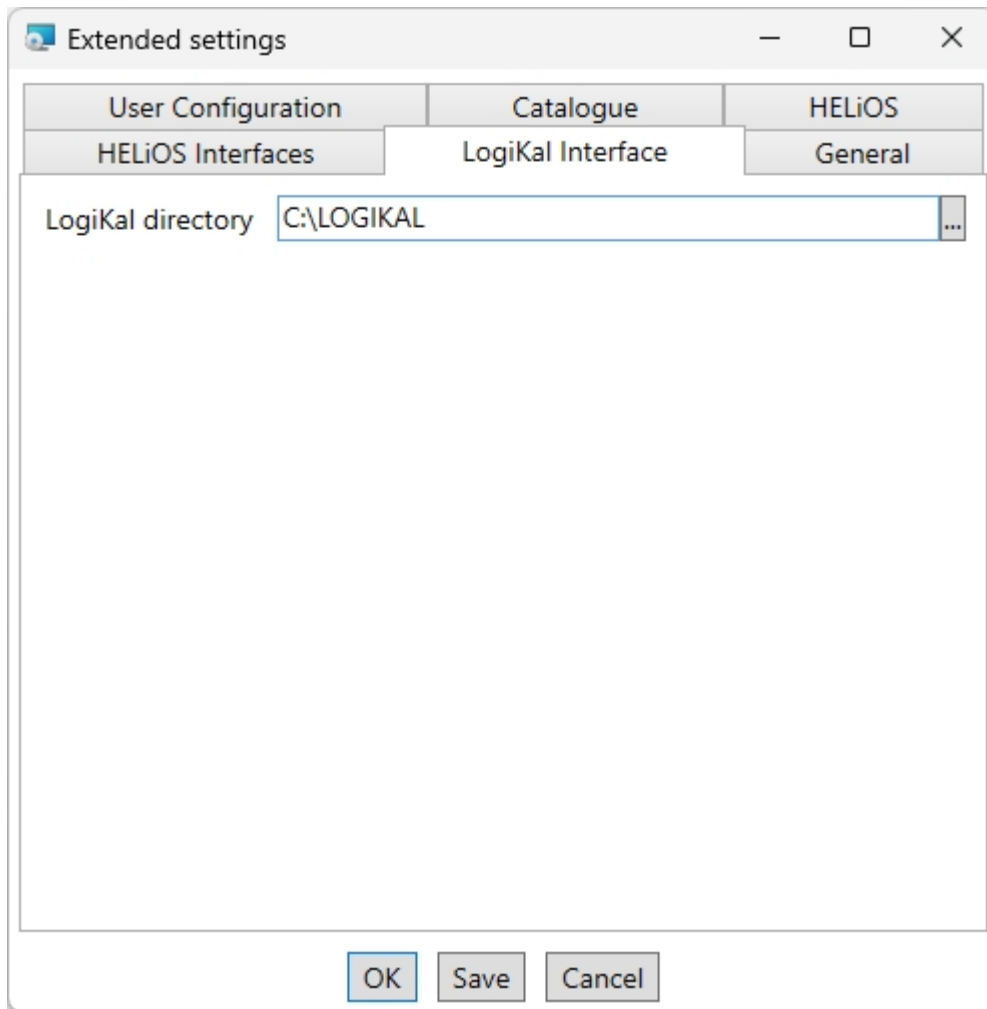 Extended settings
User Configuration Catalogue HELiOS
HELiOS Interfaces LogiKal Interface General
LogiKal directory C:\LOGIKAL ...
OK Save Cancel